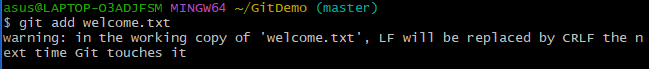 asus@LAPTOP-O3ADJFSM MINGW64 ~/GitDemo (master)
$ git add welcome.txt
warning: in the working copy of 'welcome.txt', LF will be replaced by CRLF the n
ext time Git touches it